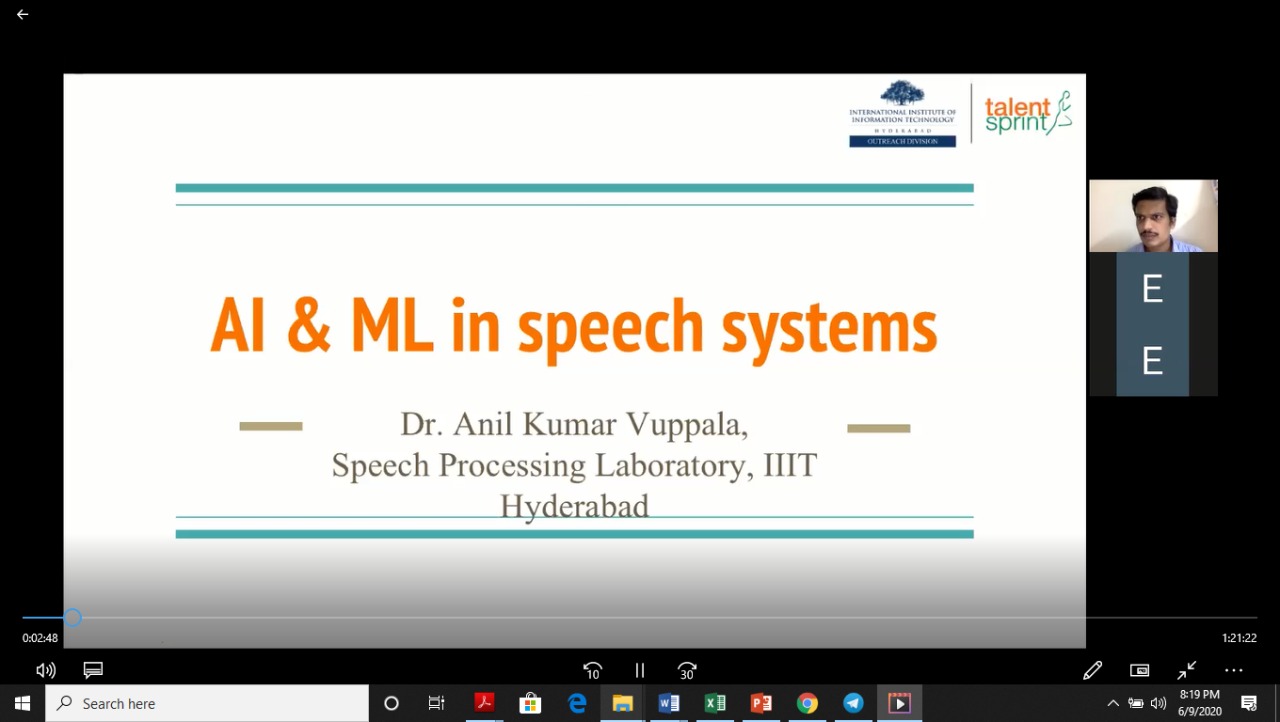 INTERNATIONAL INSTITUTE OF
INFORMATION TECHNOLOGY
HYDERABAD
OUTREACH DIVISION
talent
sprint
AI & ML in speech systems
Dr. Anil Kumar Vuppala,
Speech Processing Laboratory, IIIT
Hyderabad
E
E
0:02:48
1:21:22
10
30
Search here
8:19 PM
6/9/2020